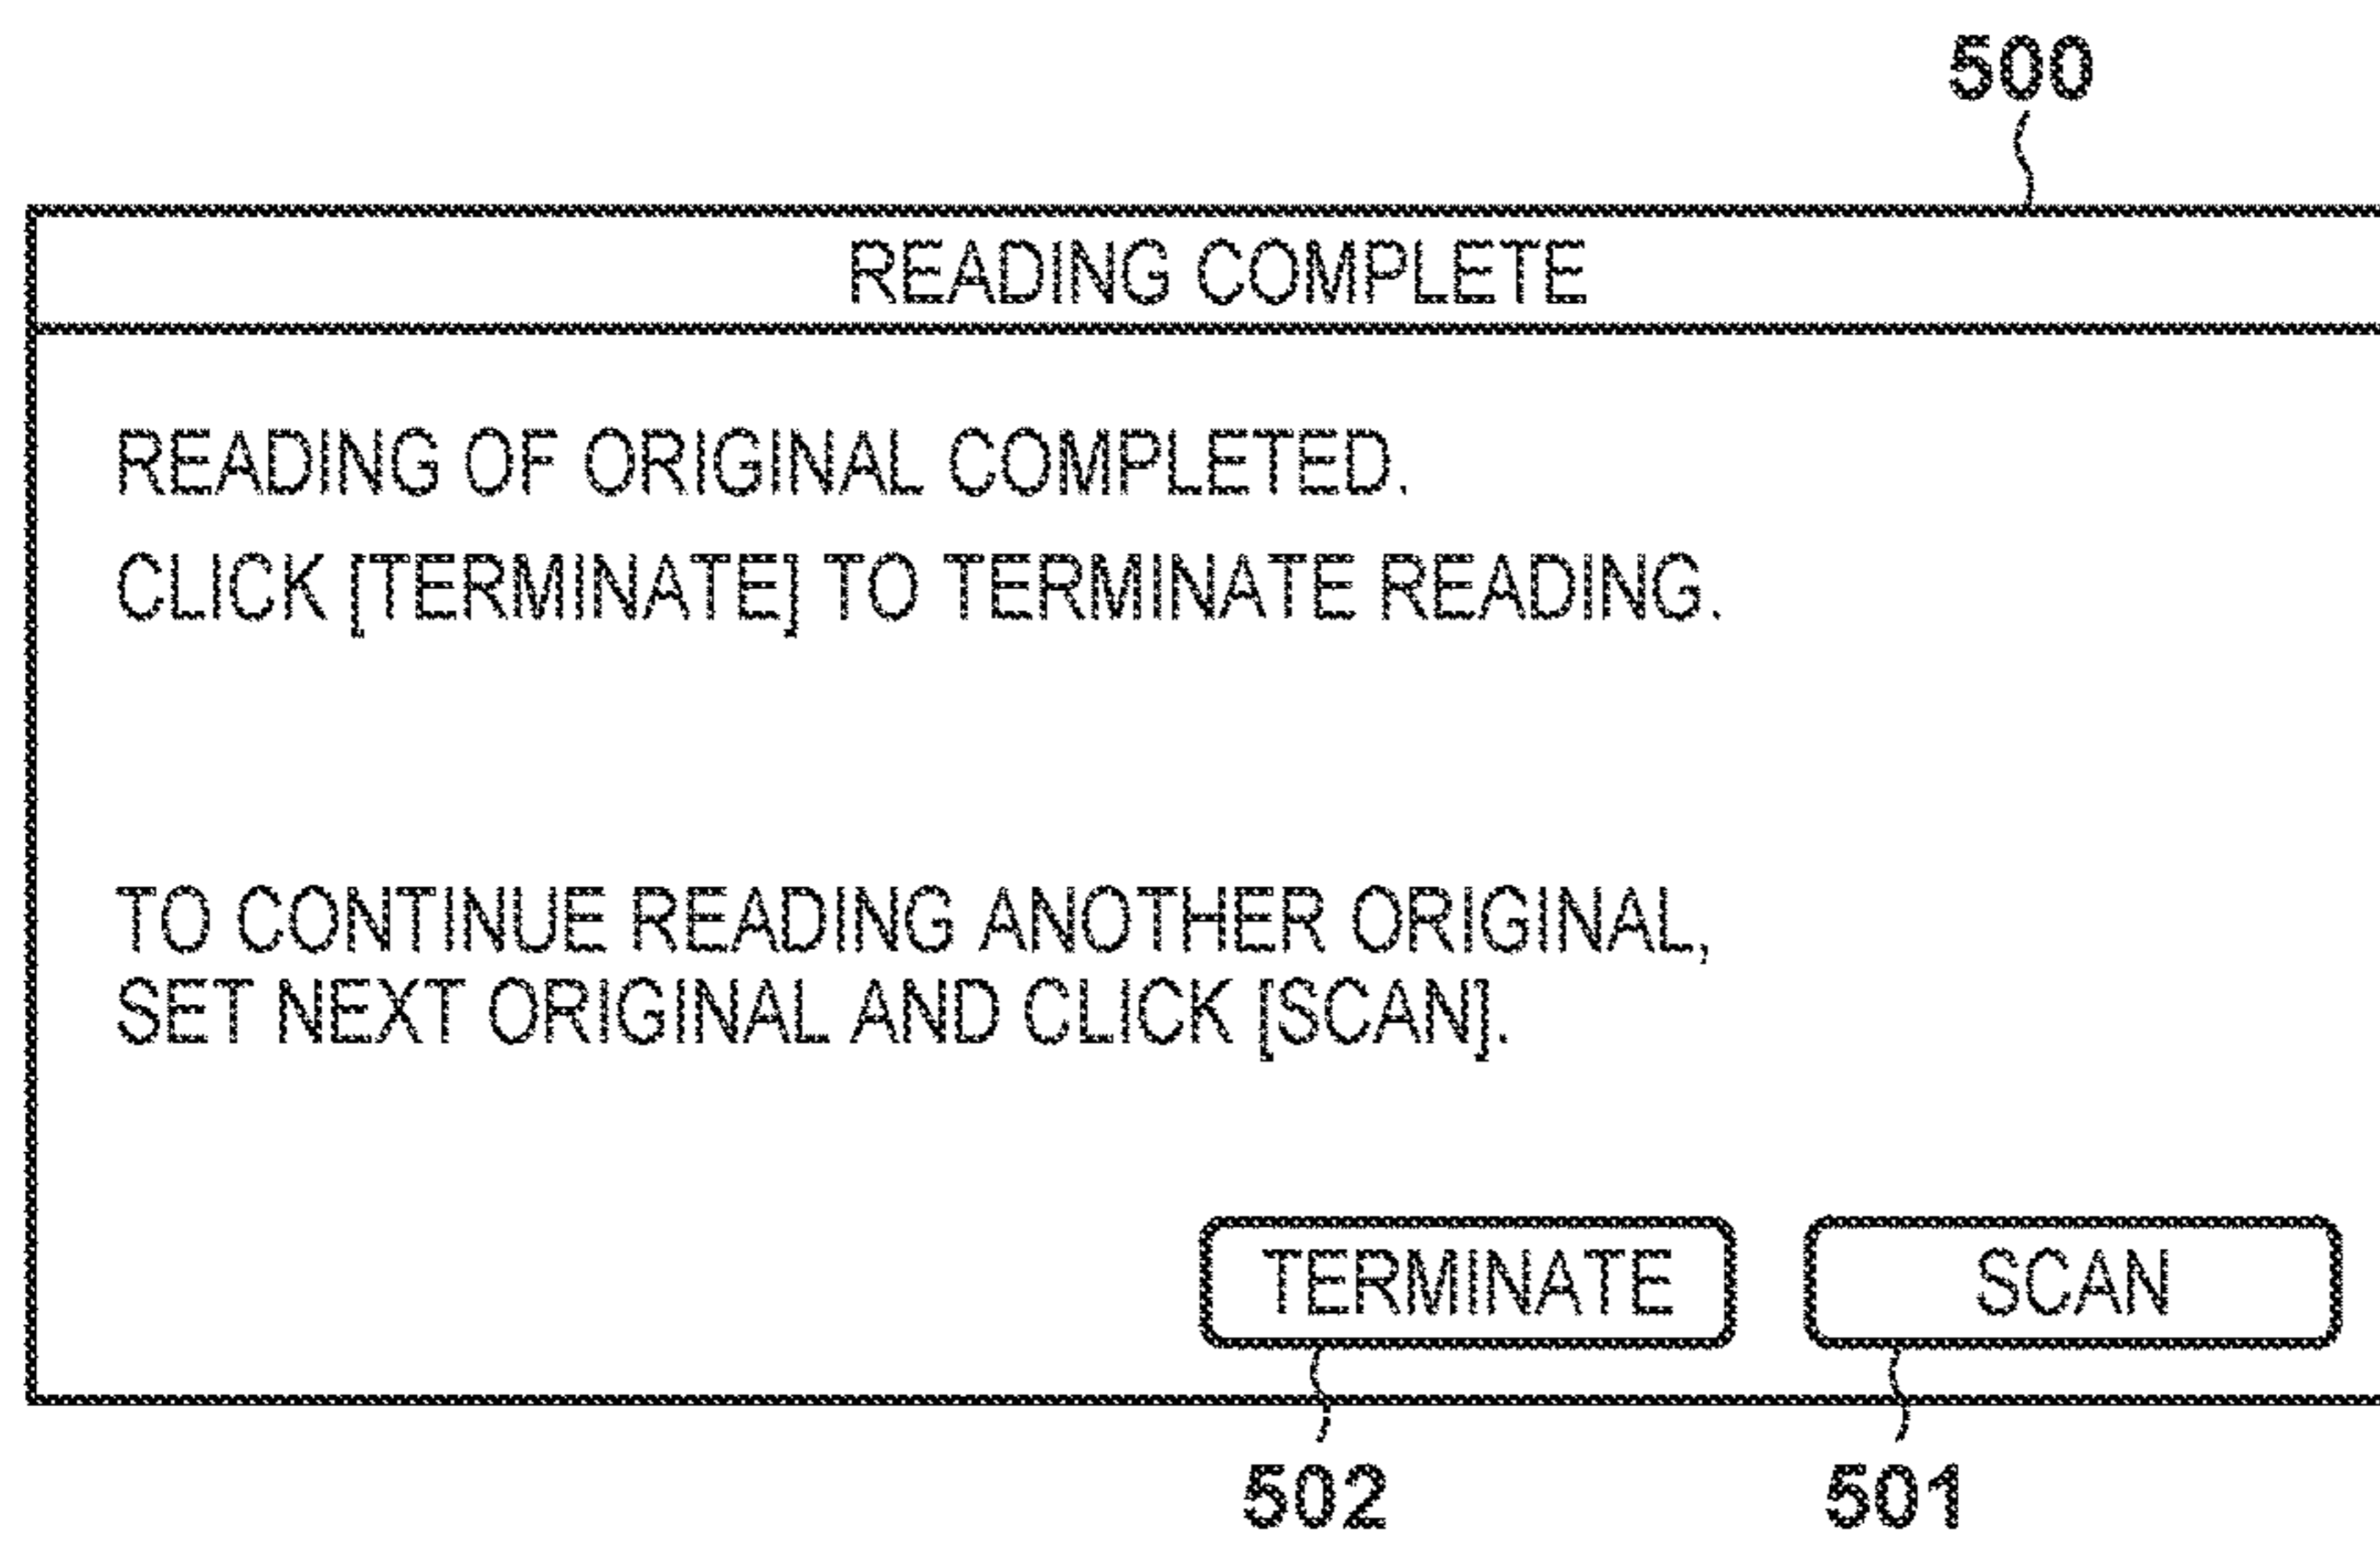 500
READING COMPLETE
READING OF ORIGINAL COMPLETED.
CLICK [TERMINATE] TO TERMINATE READING.
TO CONTINUE READING ANOTHER ORIGINAL,
SET NEXT ORIGINAL AND CLICK [SCAN].
TERMINATE SCAN
502 501